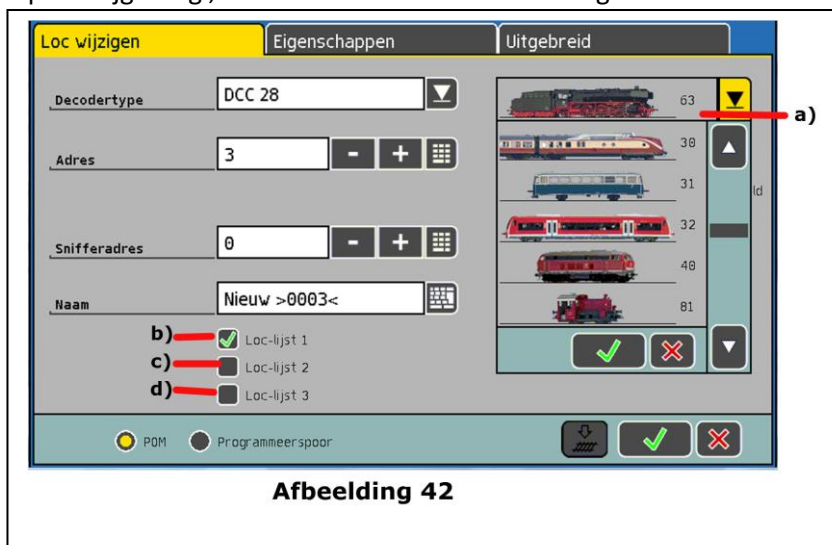 Loc wijzigen
Eigenschappen
Uitgebreid
Decodertype
DCC 28
Adres
3
- +
Snifferadres
0
- +
Naam
Nieuw >0003<
b) Loc-lijst 1
c) Loc-lijst 2
d) Loc-lijst 3
63
a)
30
31
ld
32
40
81
POM
Programmeerspoor
Afbeelding 42